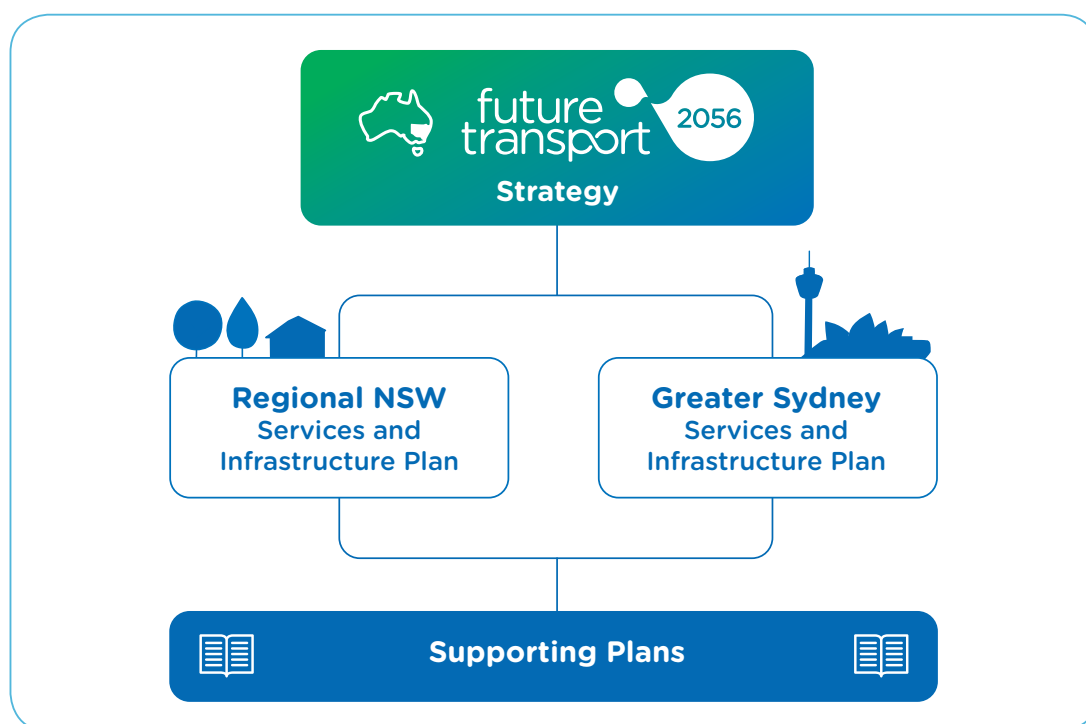 future
transport
2056
Strategy
Regional NSW
Services and
Infrastructure Plan
Greater Sydney
Services and
Infrastructure Plan
Supporting Plans